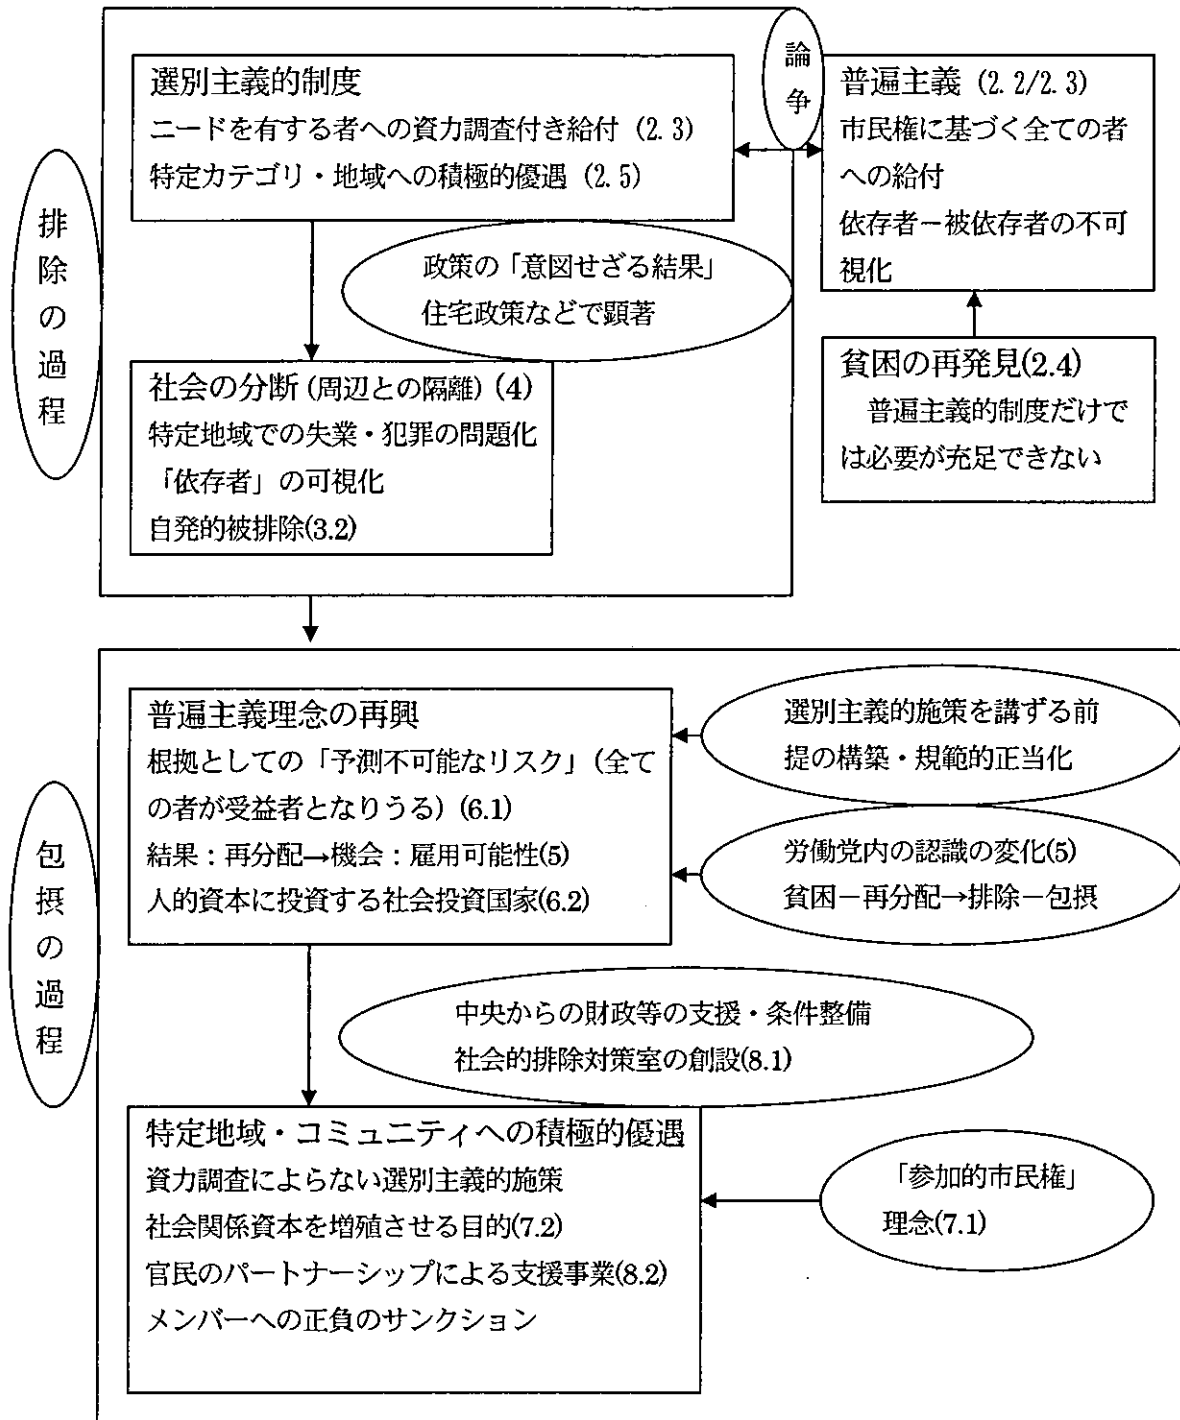 論争
選別主義的制度
ニードを有する者への資力調査付き給付 (2.3)
特定カテゴリ・地域への積極的優遇 (2.5)
普遍主義 (2.2/2.3)
市民権に基づく全ての者
への給付
依存者－被依存者の不可
視化
排除の過程
政策の「意図せざる結果」
住宅政策などで顕著
貧困の再発見(2.4)
普遍主義的制度だけで
は必要が充足できない
社会の分断 (周辺との隔離) (4)
特定地域での失業・犯罪の問題化
「依存者」の可視化
自発的被排除(3.2)
普遍主義理念の再興
根拠としての「予測不可能なリスク」(全て
の者が受益者となりうる) (6.1)
結果：再分配→機会：雇用可能性(5)
人的資本に投資する社会投資国家(6.2)
選別主義的施策を講ずる前
提の構築・規範的正当化
労働党内の認識の変化(5)
貧困－再分配→排除－包摂
包摂の過程
中央からの財政等の支援・条件整備
社会的排除対策室の創設(8.1)
特定地域・コミュニティへの積極的優遇
資力調査によらない選別主義的施策
社会関係資本を増殖させる目的(7.2)
官民のパートナーシップによる支援事業(8.2)
メンバーへの正負のサンクション
「参加的市民権」
理念(7.1)